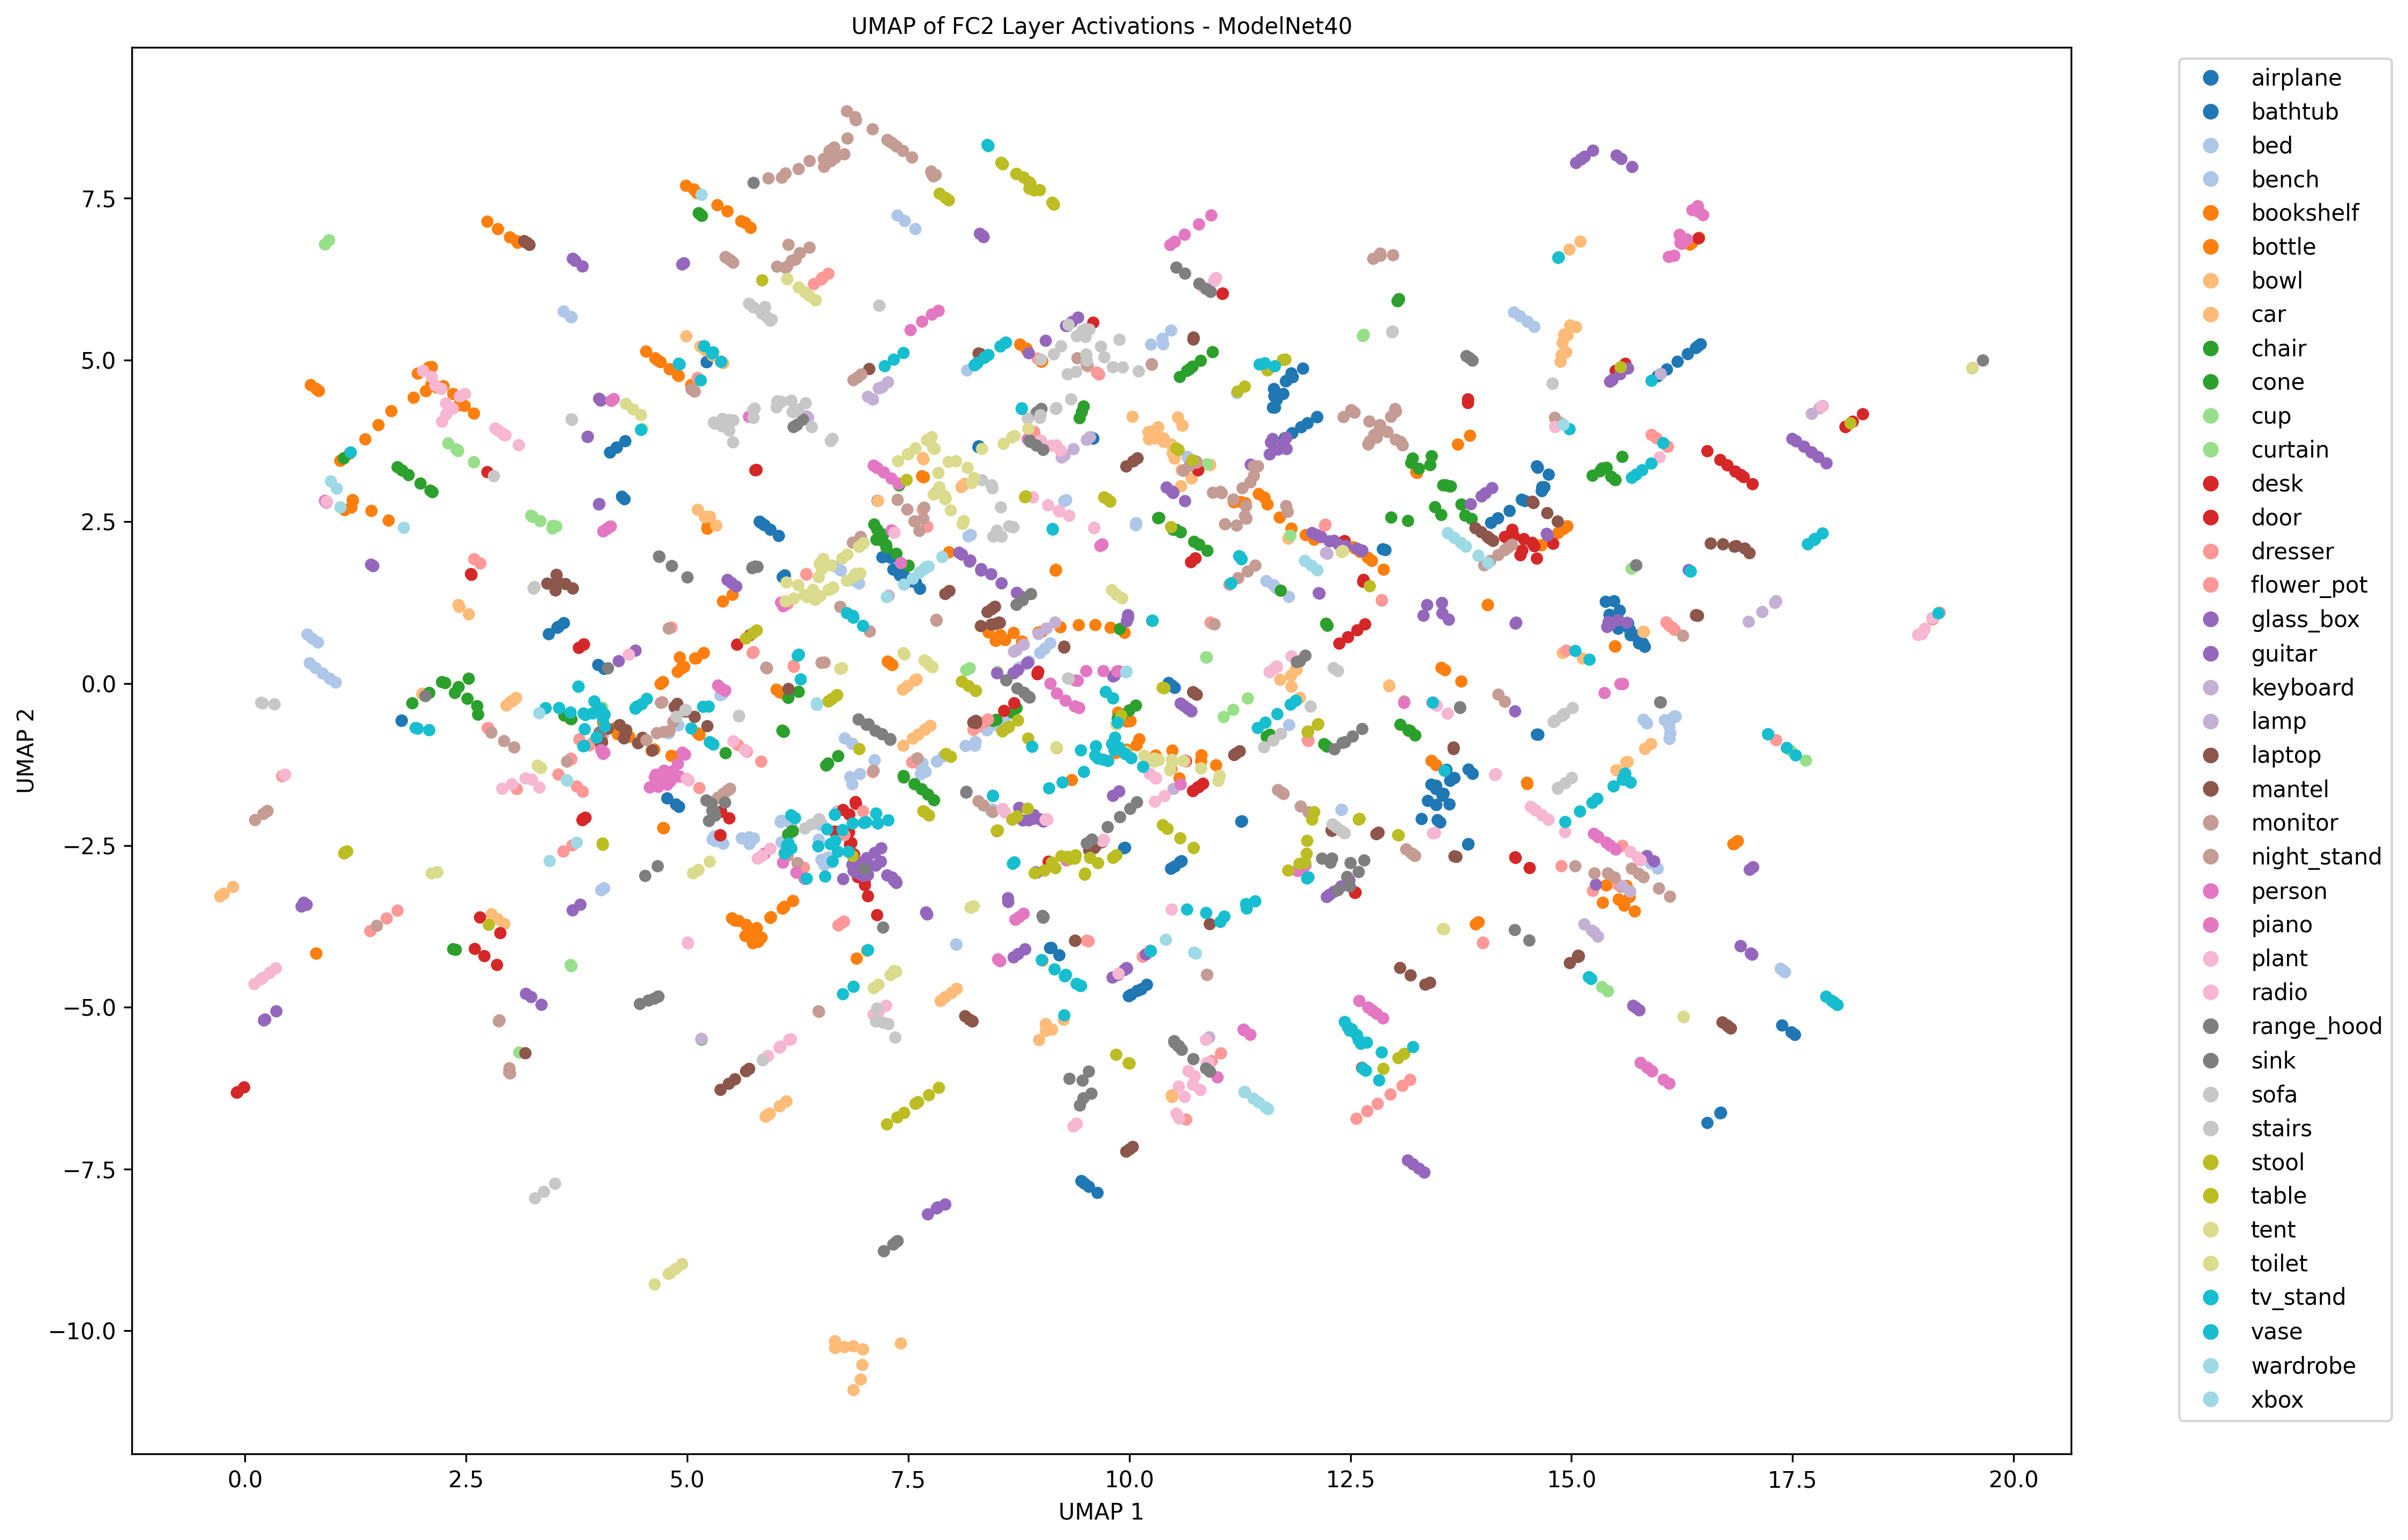 UMAP of FC2 Layer Activations - ModelNet40
airplane
bathtub
bed
bench
bookshelf
bottle
bowl
car
chair
cone
cup
curtain
desk
door
dresser
flower_pot
glass_box
guitar
keyboard
lamp
laptop
mantel
monitor
night_stand
person
piano
plant
radio
range_hood
sink
sofa
stairs
stool
table
tent
toilet
tv_stand
vase
wardrobe
xbox
UMAP 2
7.5
5.0
2.5
0.0
−2.5
−5.0
−7.5
−10.0
0.0 2.5 5.0 7.5 10.0 12.5 15.0 17.5 20.0
UMAP 1